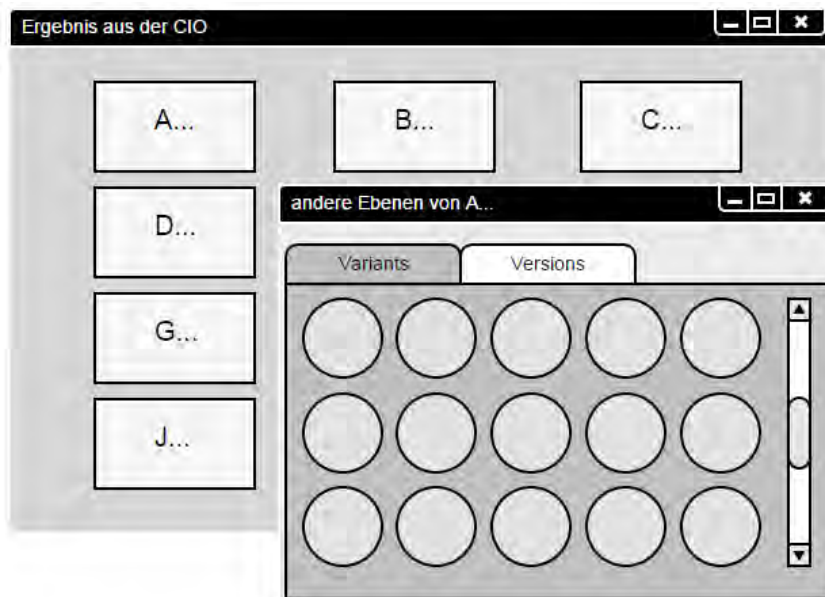 Ergebnis aus der CIO
A...
B...
C...
D...
andere Ebenen von A...
Variants
Versions
G...
J...